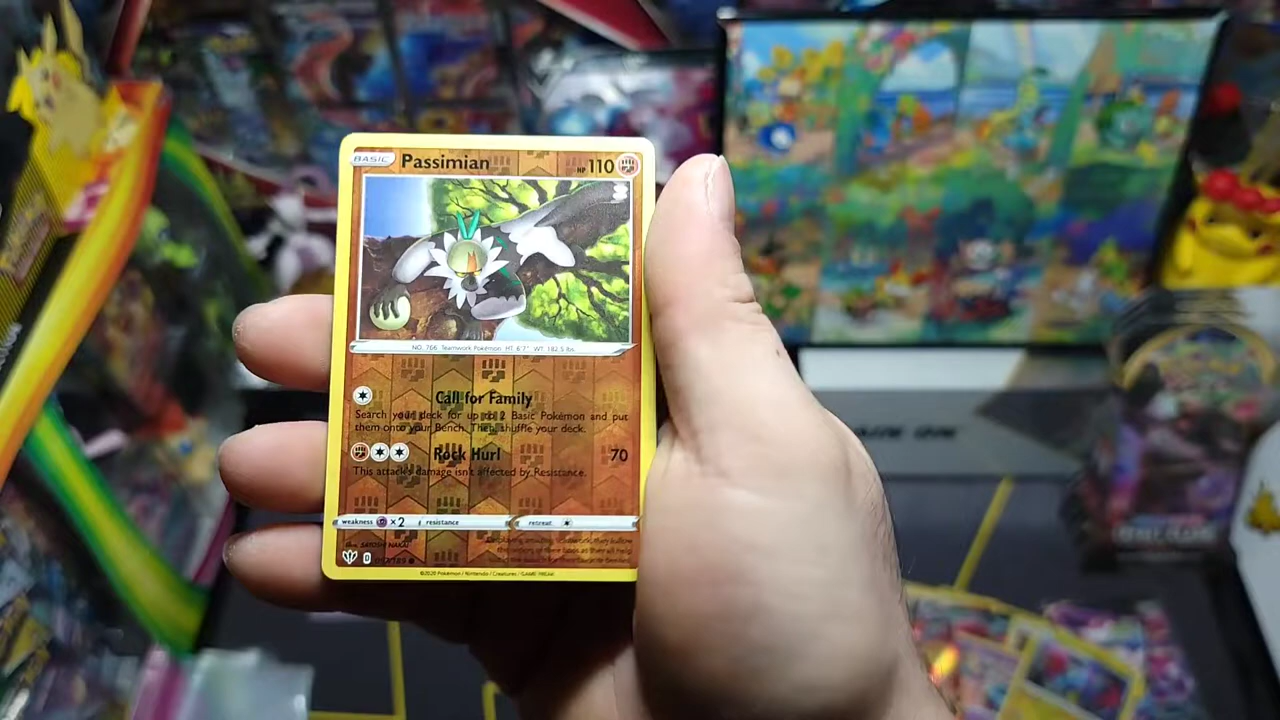 BASIC Passimian HP 110
NO. 766 Teamwork Pokémon HT: 6'7" WT: 182.5 lbs.
Call for Family
Search your deck for up to 2 Basic Pokémon and put
them onto your Bench. Then, shuffle your deck.
Rock Hurl 70
This attack's damage isn't affected by Resistance.
weakness ×2 resistance retreat
Illus. SATOSHI NAKAI
D
©2020 Pokémon / Nintendo / Creatures / GAME FREAK